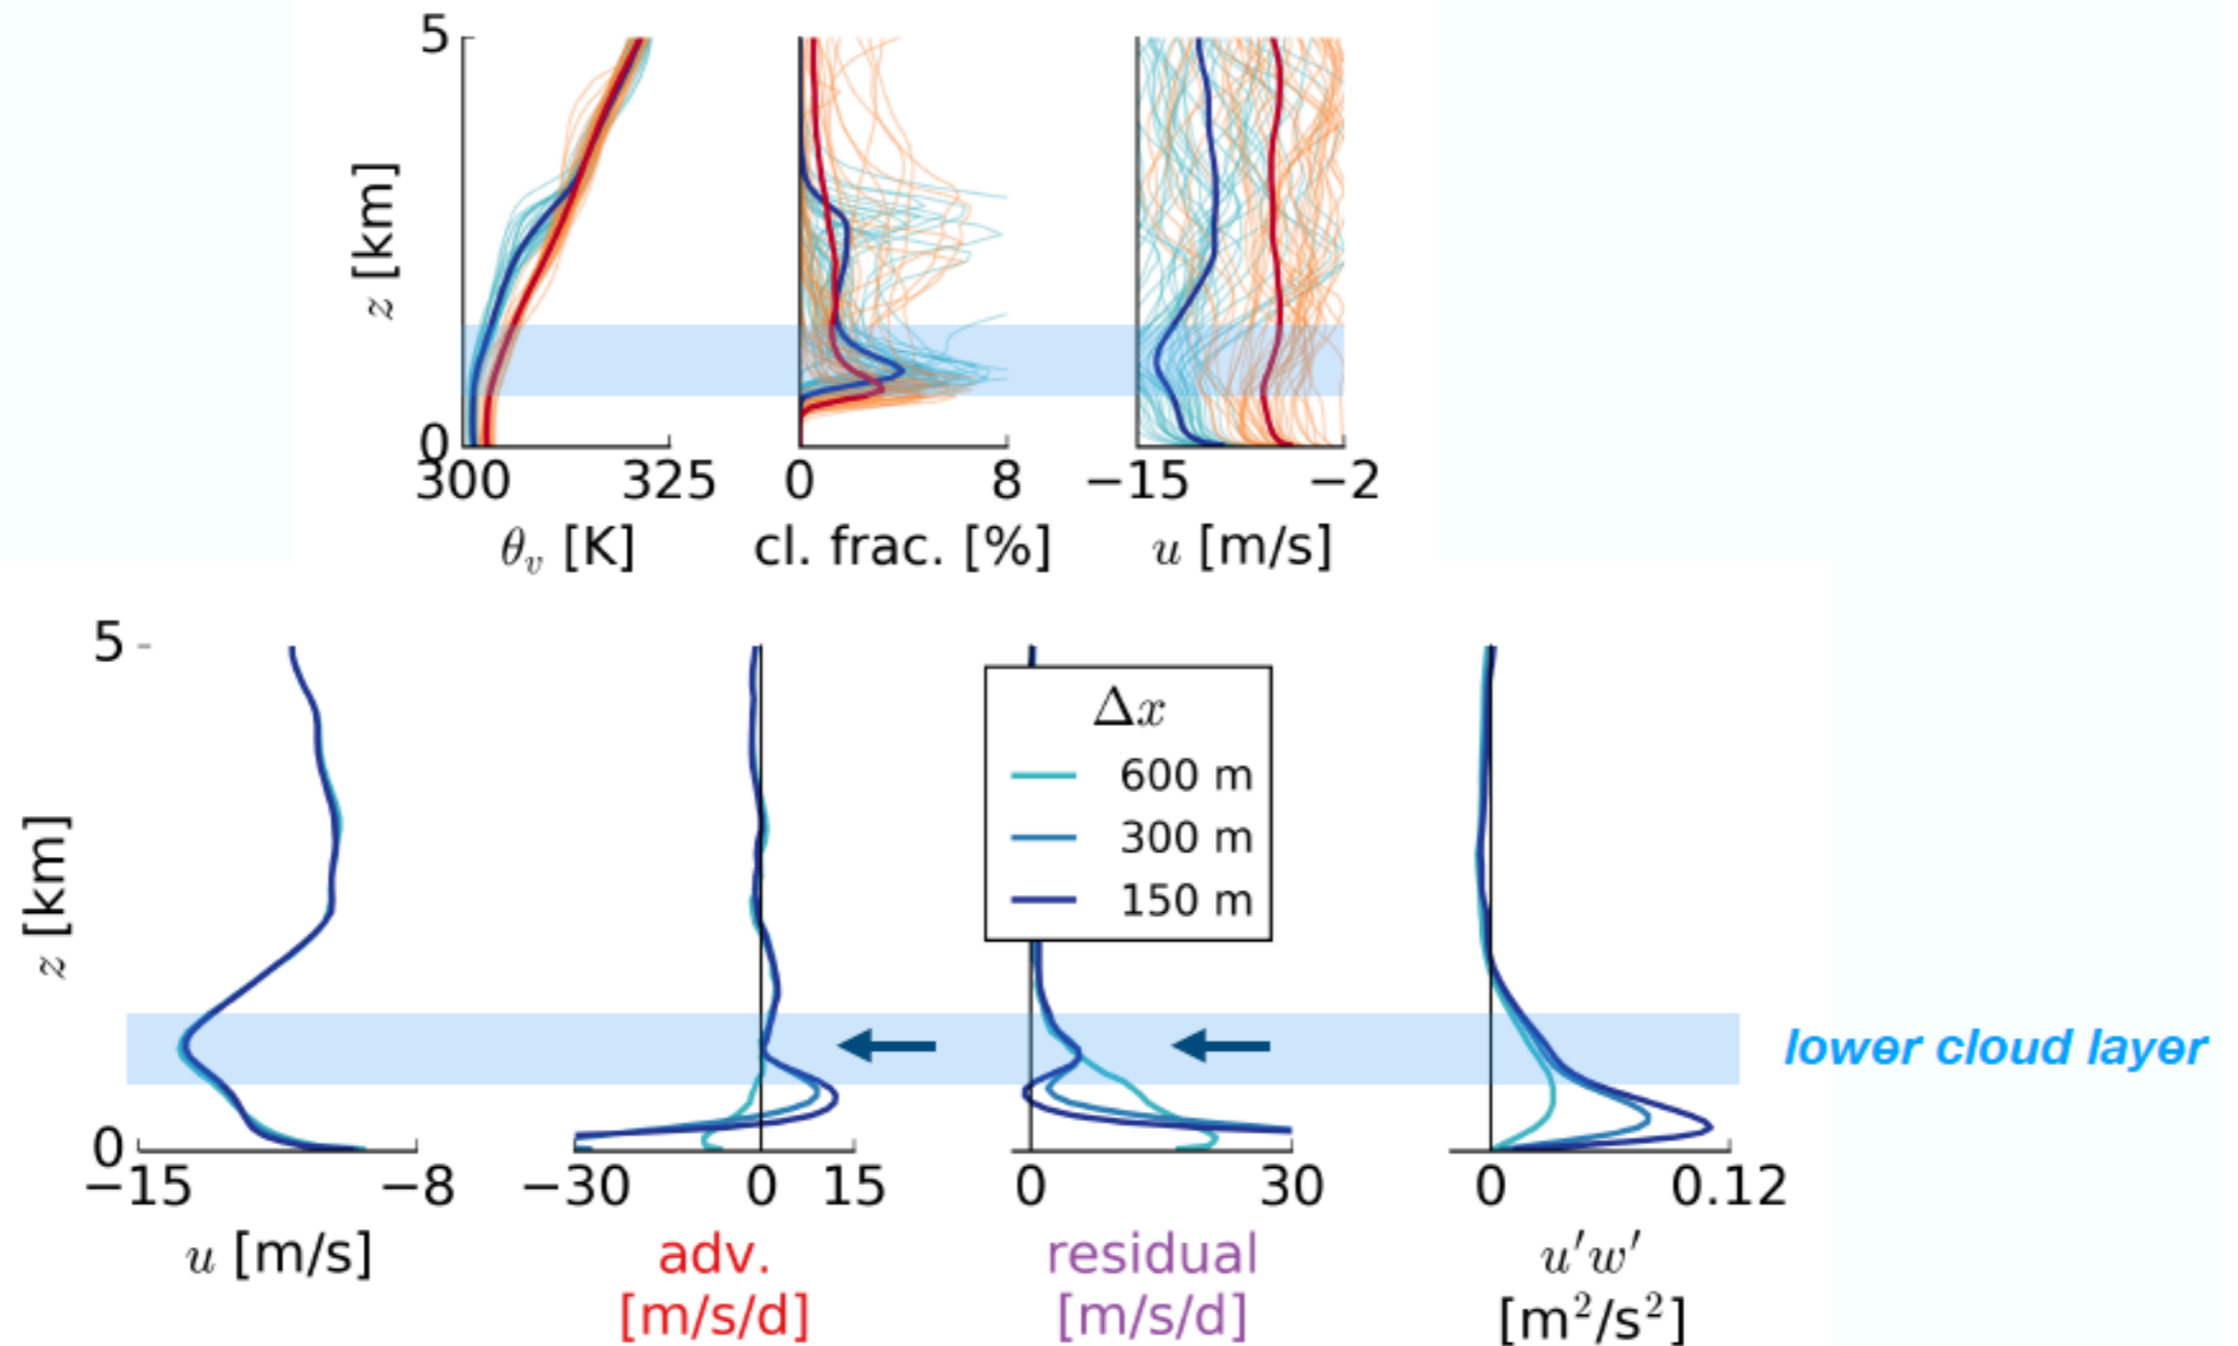 5
z [km]
0
300 325 0 8 −15 −2
θv [K] cl. frac. [%] u [m/s]
5
Δx
600 m
300 m
150 m
z [km]
lower cloud layer
0
−15 −8 −30 0 15 0 30 0 0.12
u [m/s] adv. residual u′w′
[m/s/d] [m/s/d] [m²/s²]